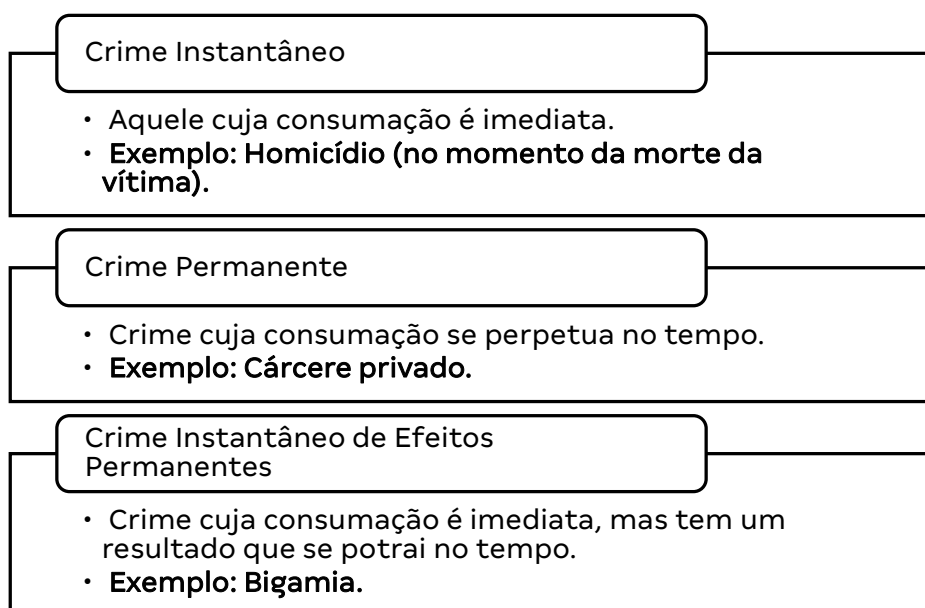 Crime Instantâneo
• Aquele cuja consumação é imediata.
• Exemplo: Homicídio (no momento da morte da
vítima).
Crime Permanente
• Crime cuja consumação se perpetua no tempo.
• Exemplo: Cárcere privado.
Crime Instantâneo de Efeitos
Permanentes
• Crime cuja consumação é imediata, mas tem um
resultado que se potrai no tempo.
• Exemplo: Bigamia.